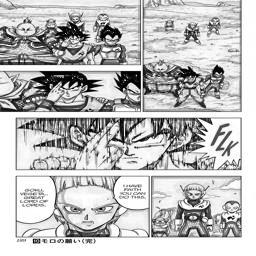 FLK
I HAVE
FAITH
YOU CAN
DO THIS,
GOKU,
VEGETA,
GREAT
LORD OF
LORDS.
モロの願い(完)